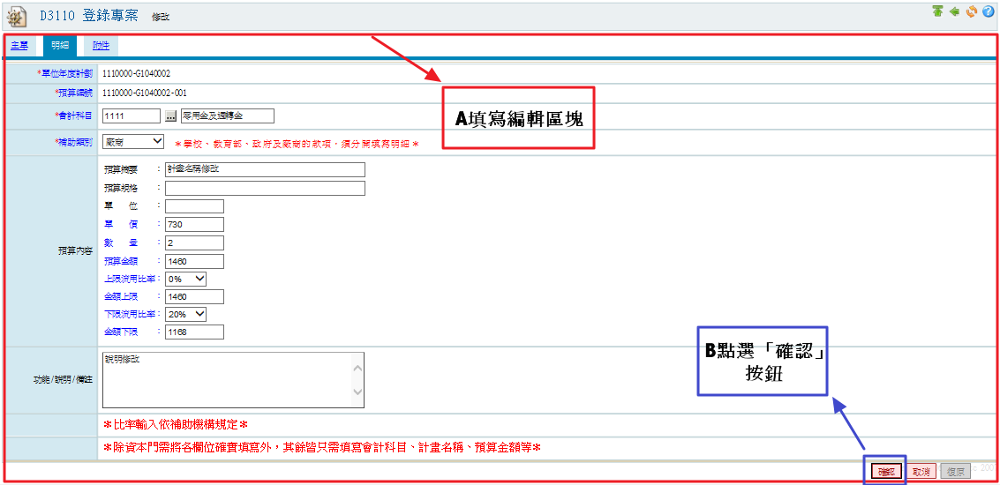 D3110 登錄專案 修改
主單 明細 附件
*單位年度計劃 1110000-G1040002
*預算編號 1110000-G1040002-001
*會計科目 1111 ... 零用金及週轉金
*補助類別 廠商 *學校、教育部、政府及廠商的款項，須分開填寫明細*
A填寫編輯區塊
預算內容
預算摘要 : 計畫名稱修改
預算規格 :
單 位 :
單 價 : 730
數 量 : 2
預算金額 : 1460
上限流用比率: 0%
金額上限 : 1460
下限流用比率: 20%
金額下限 : 1168
功能/說明/備註 說明修改
B點選「確認」
按鈕
*比率輸入依補助機構規定*
*除資本門需將各欄位確實填寫外，其餘皆只需填寫會計科目、計畫名稱、預算金額等*
確認 取消 復原